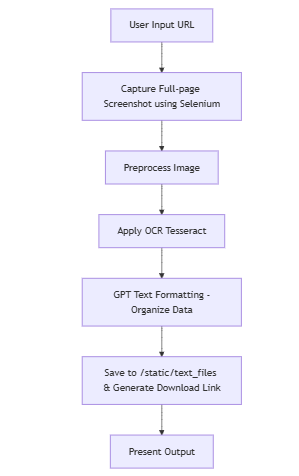 User Input URL
Capture Full-page
Screenshot using Selenium
Preprocess Image
Apply OCR Tesseract
GPT Text Formatting -
Organize Data
Save to /static/text_files
& Generate Download Link
Present Output